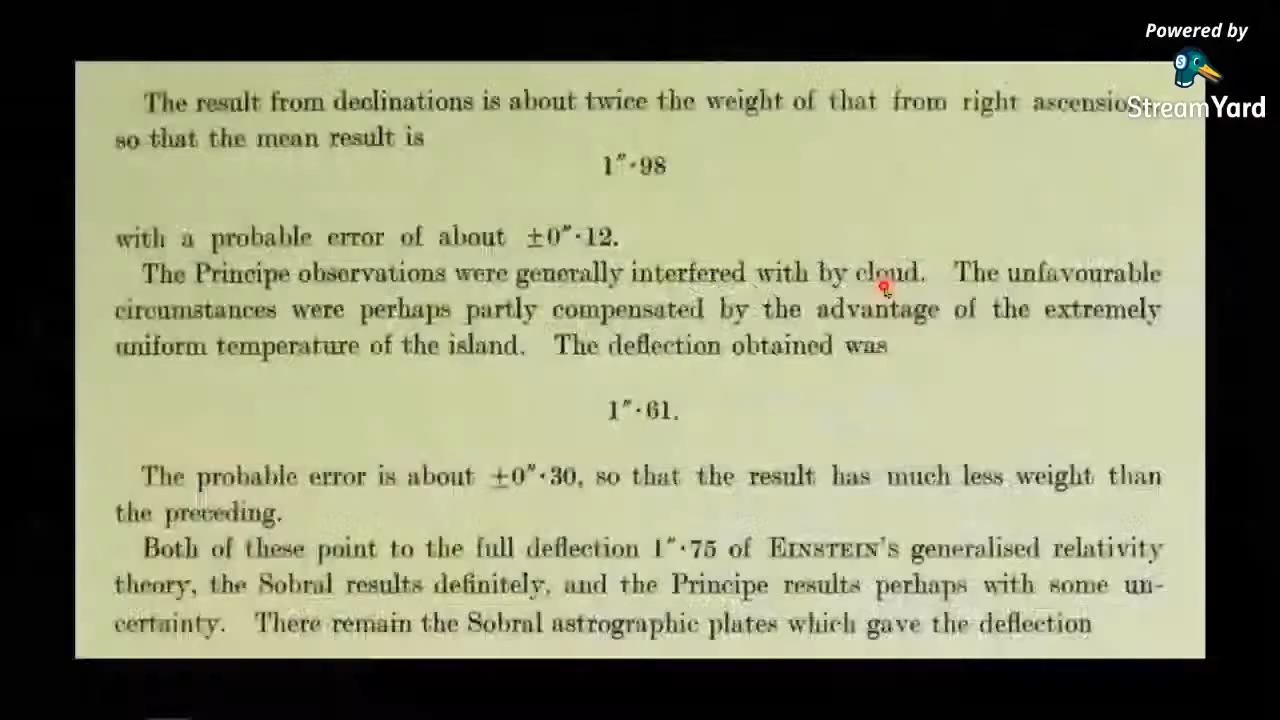 Powered by
StreamYard
The result from declinations is about twice the weight of that from right ascensio
so that the mean result is
1″·98
with a probable error of about ±0″·12.
The Principe observations were generally interfered with by cloud. The unfavourable
circumstances were perhaps partly compensated by the advantage of the extremely
uniform temperature of the island. The deflection obtained was
1″·61.
The probable error is about ±0″·30, so that the result has much less weight than
the preceding.
Both of these point to the full deflection 1″·75 of EINSTEIN'S generalised relativity
theory, the Sobral results definitely, and the Principe results perhaps with some un-
certainty. There remain the Sobral astrographic plates which gave the deflection